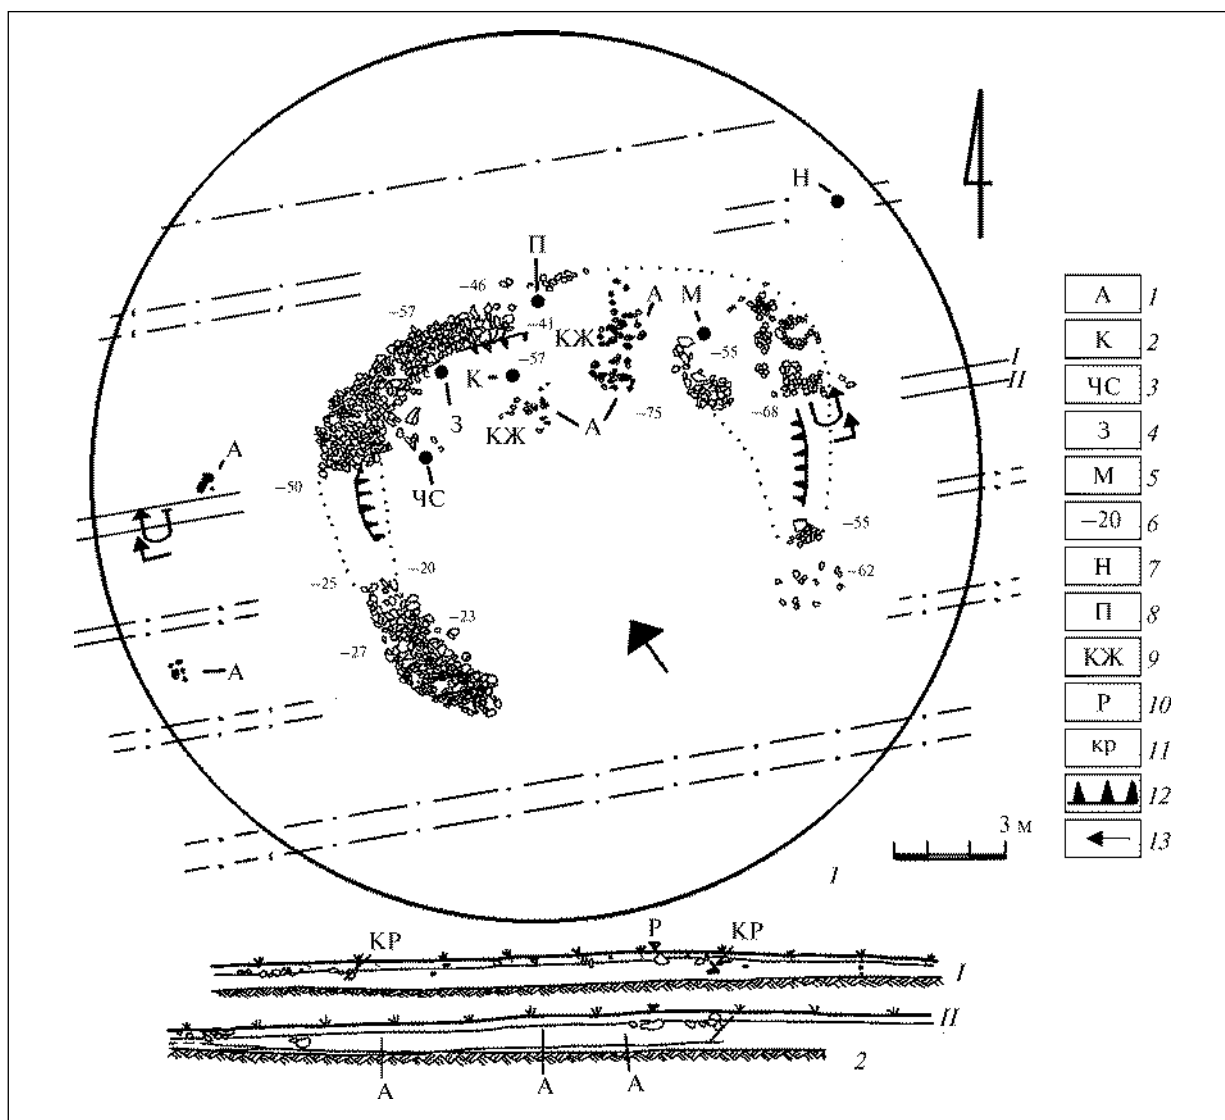 Н
П
−46
А
М
−57
~41
КЖ
−55
−57
К
I
II
~75
~68
З
КЖ
А
А
ЧС
−50
−55
~20
~62
~25
−23
−27
А
А 1
К 2
ЧС 3
З 4
М 5
−20 6
Н 7
П 8
КЖ 9
Р 10
кр 11
12
13
3 м
1
КР
Р
КР
I
II
2
А
А
А